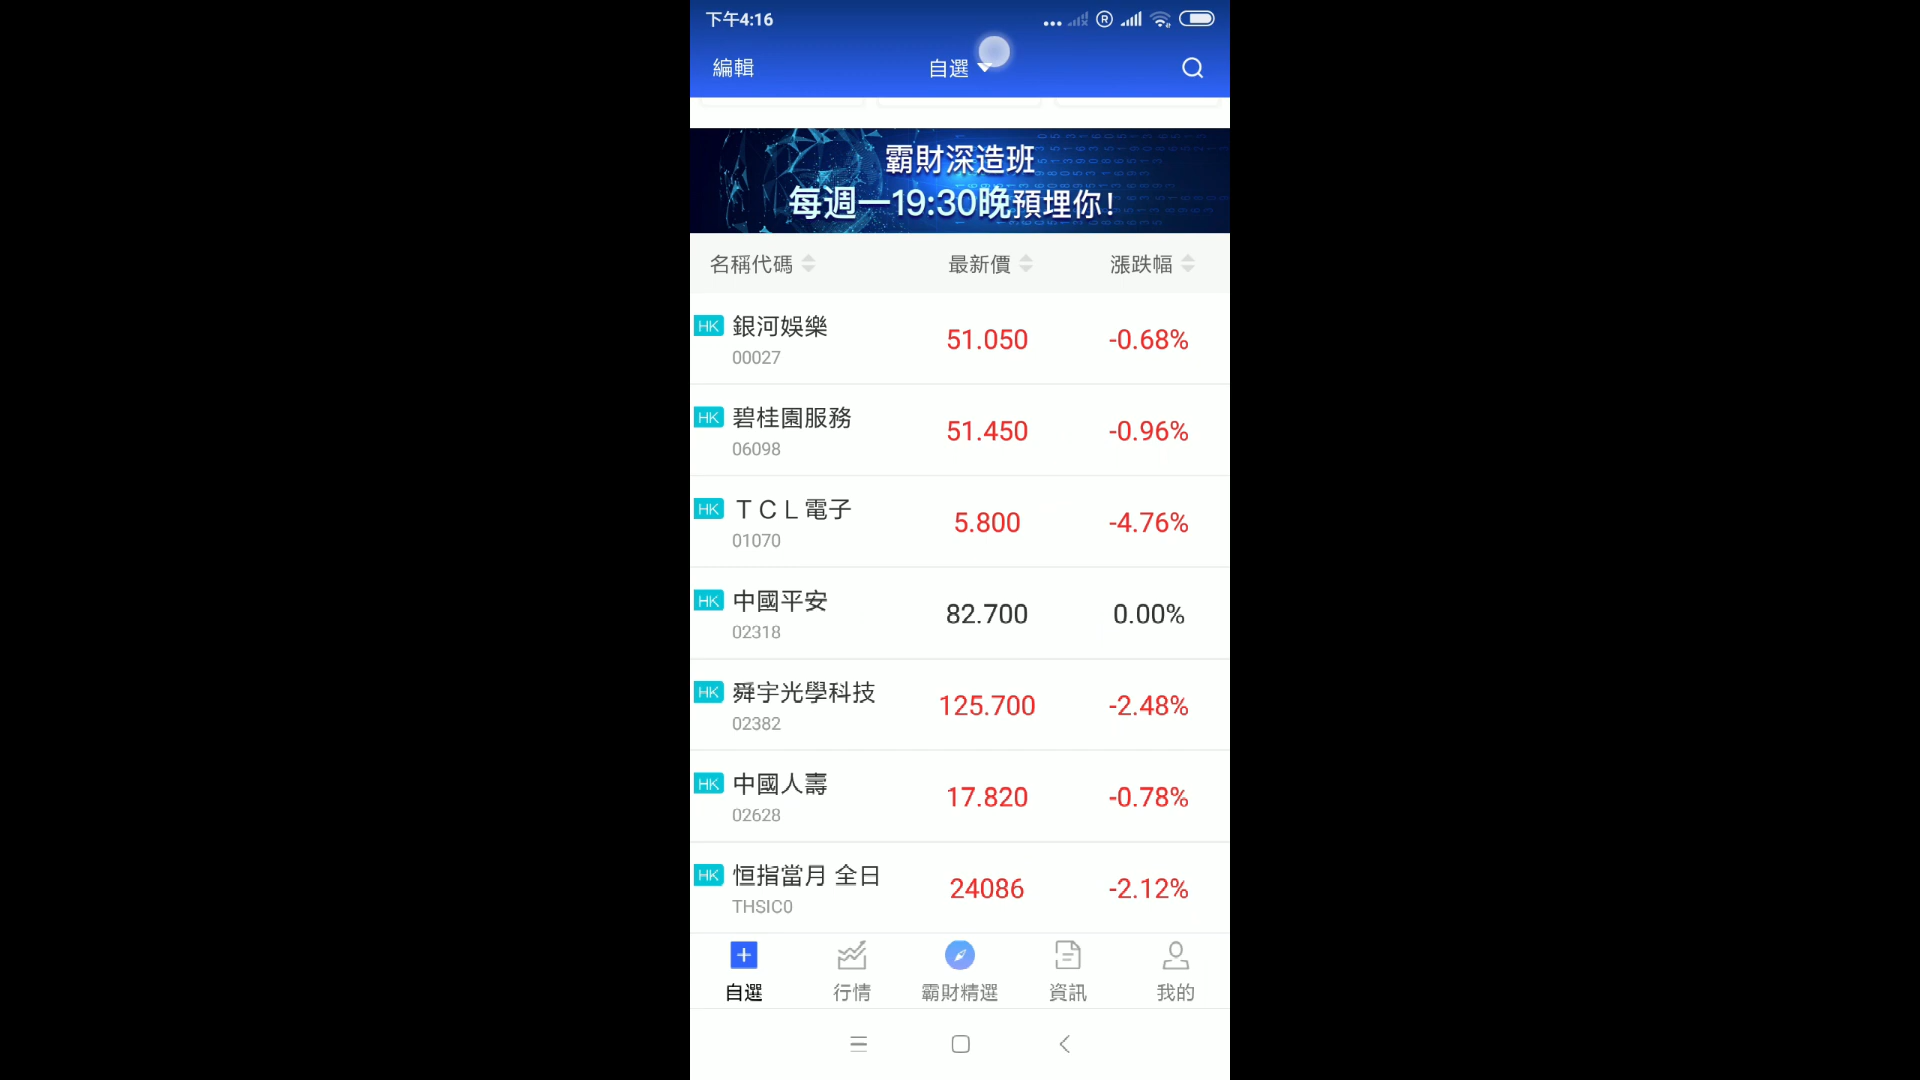 下午4:16
編輯 自選
霸財深造班
每週一19:30晚預埋你!
名稱代碼 最新價 漲跌幅
HK 銀河娛樂 51.050 -0.68%
00027
HK 碧桂園服務 51.450 -0.96%
06098
HK ＴＣＬ電子 5.800 -4.76%
01070
HK 中國平安 82.700 0.00%
02318
HK 舜宇光學科技 125.700 -2.48%
02382
HK 中國人壽 17.820 -0.78%
02628
HK 恒指當月 全日 24086 -2.12%
THSIC0
自選 行情 霸財精選 資訊 我的